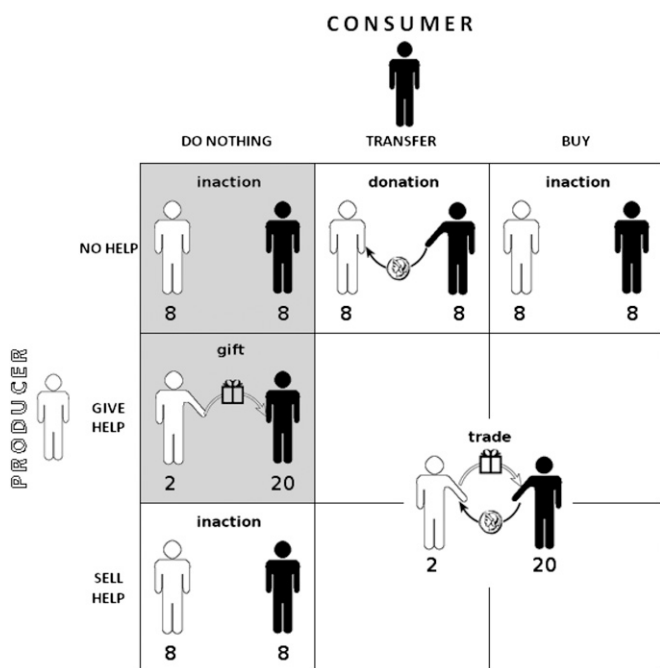 CONSUMER
DO NOTHING TRANSFER BUY
inaction donation inaction
NO HELP
8 8 8 8 8 8
gift
PRODUCER
GIVE
HELP
trade
2 20
inaction
2 20
SELL
HELP
8 8